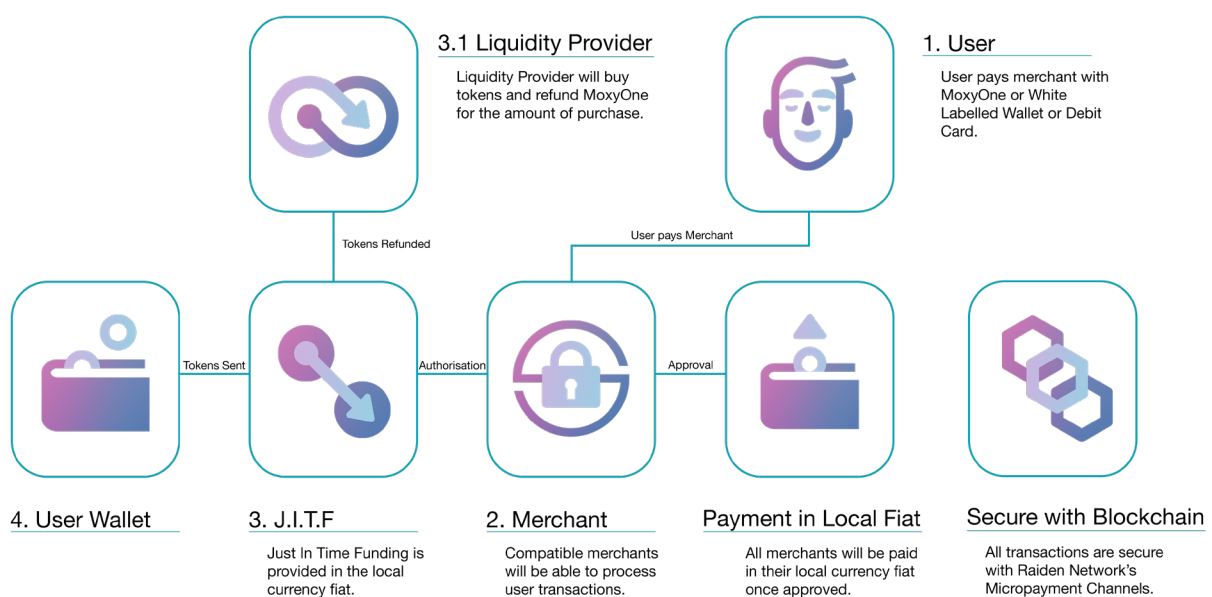 3.1 Liquidity Provider
Liquidity Provider will buy
tokens and refund MoxyOne
for the amount of purchase.
1. User
User pays merchant with
MoxyOne or White
Labelled Wallet or Debit
Card.
Tokens Refunded
User pays Merchant
Tokens Sent
Authorisation
Approval
4. User Wallet
3. J.I.T.F
Just In Time Funding is
provided in the local
currency fiat.
2. Merchant
Compatible merchants
will be able to process
user transactions.
Payment in Local Fiat
All merchants will be paid
in their local currency fiat
once approved.
Secure with Blockchain
All transactions are secure
with Raiden Network's
Micropayment Channels.